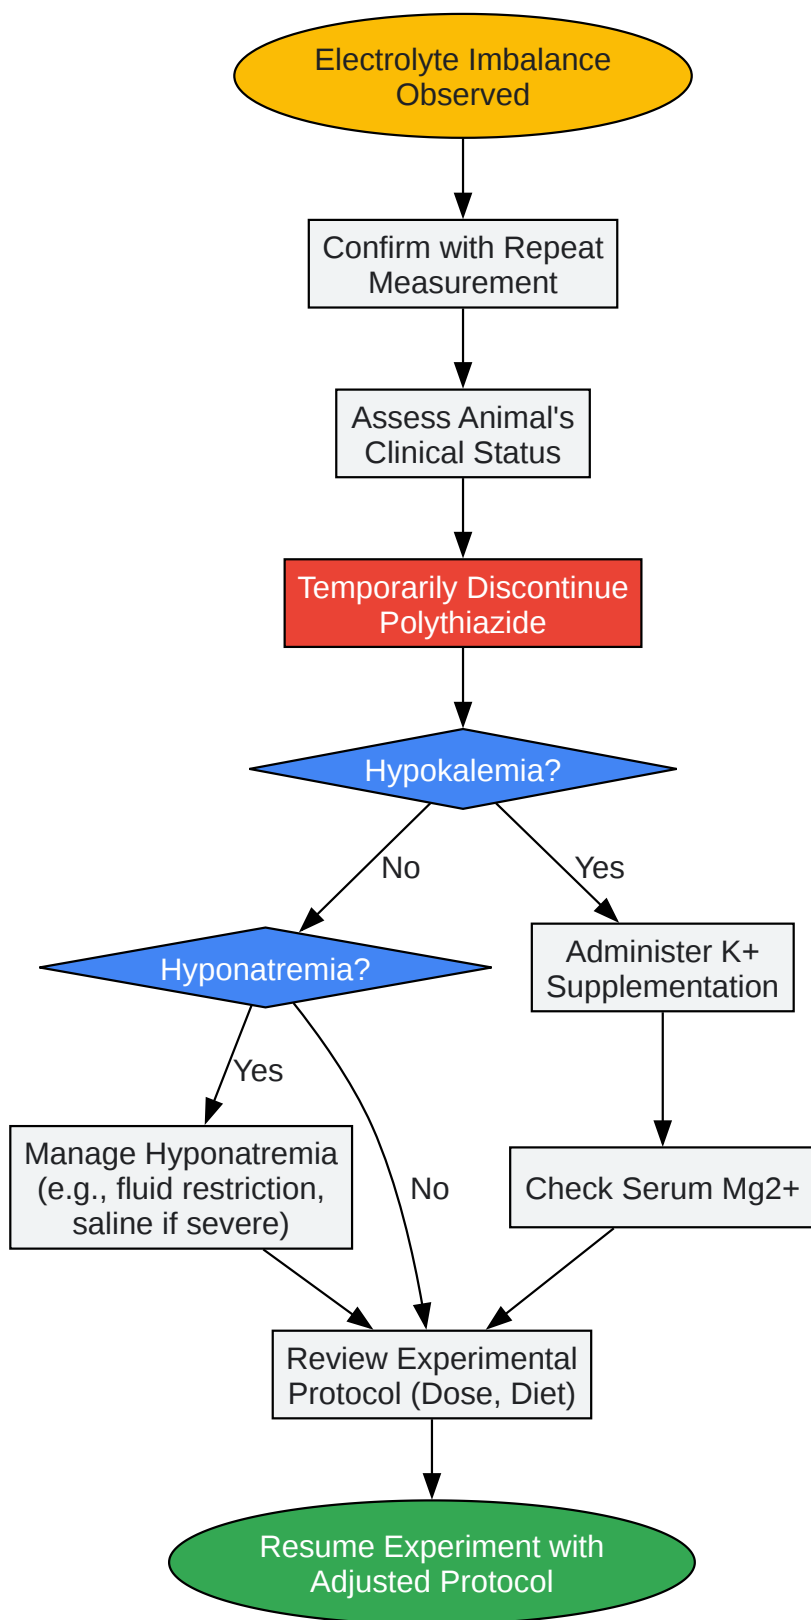 Electrolyte Imbalance
Observed
Confirm with Repeat
Measurement
Assess Animal's
Clinical Status
Temporarily Discontinue
Polythiazide
Hypokalemia?
No
Yes
Hyponatremia?
Administer K+
Supplementation
Yes
No
Manage Hyponatremia
(e.g., fluid restriction,
saline if severe)
Check Serum Mg2+
Review Experimental
Protocol (Dose, Diet)
Resume Experiment with
Adjusted Protocol